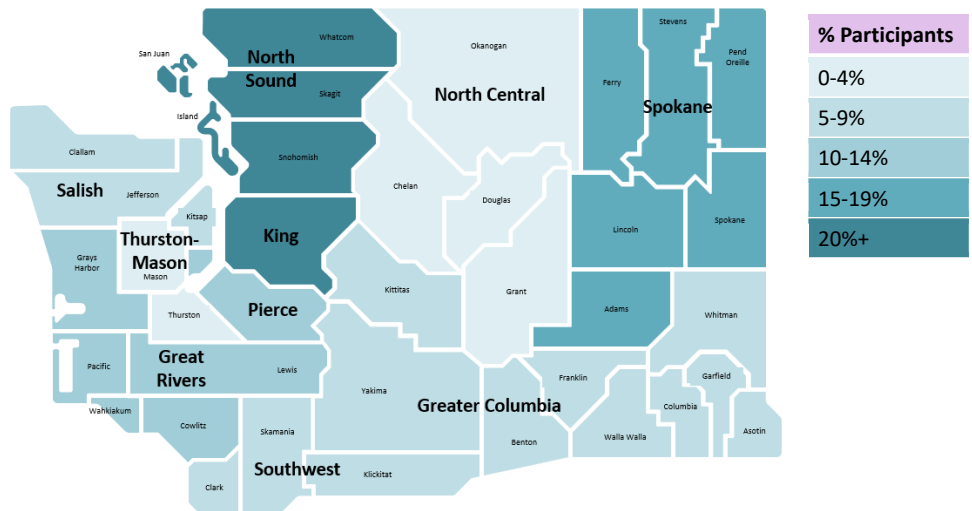 Whatcom
San Juan
North
Sound
Okanogan
Stevens
Pend
Oreille
Ferry
Skagit
North Central
Spokane
Island
Clallam
Snohomish
Chelan
Salish
Jefferson
Kitsap
Douglas
Lincoln
Spokane
King
Thurston-
Mason
Grays
Harbor
Mason
Kittitas
Grant
Adams
Whitman
Thurston
Pierce
Great
Rivers
Pacific
Lewis
Yakima
Franklin
Garfield
Greater Columbia
Columbia
Wahkiakum
Cowlitz
Skamania
Benton
Walla Walla
Asotin
Southwest
Klickitat
Clark
% Participants
0-4%
5-9%
10-14%
15-19%
20%+